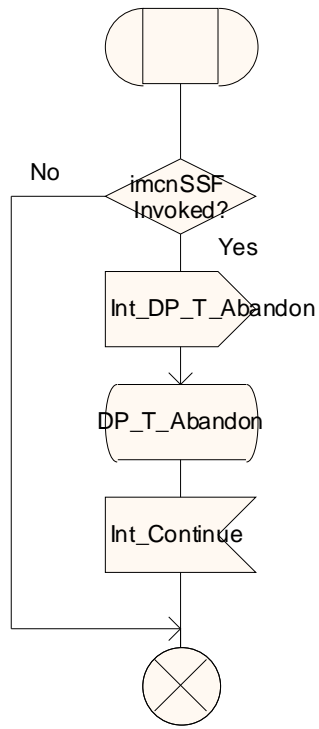 No
imcnSSF
Invoked?
Yes
Int_DP_T_Abandon
DP_T_Abandon
Int_Continue